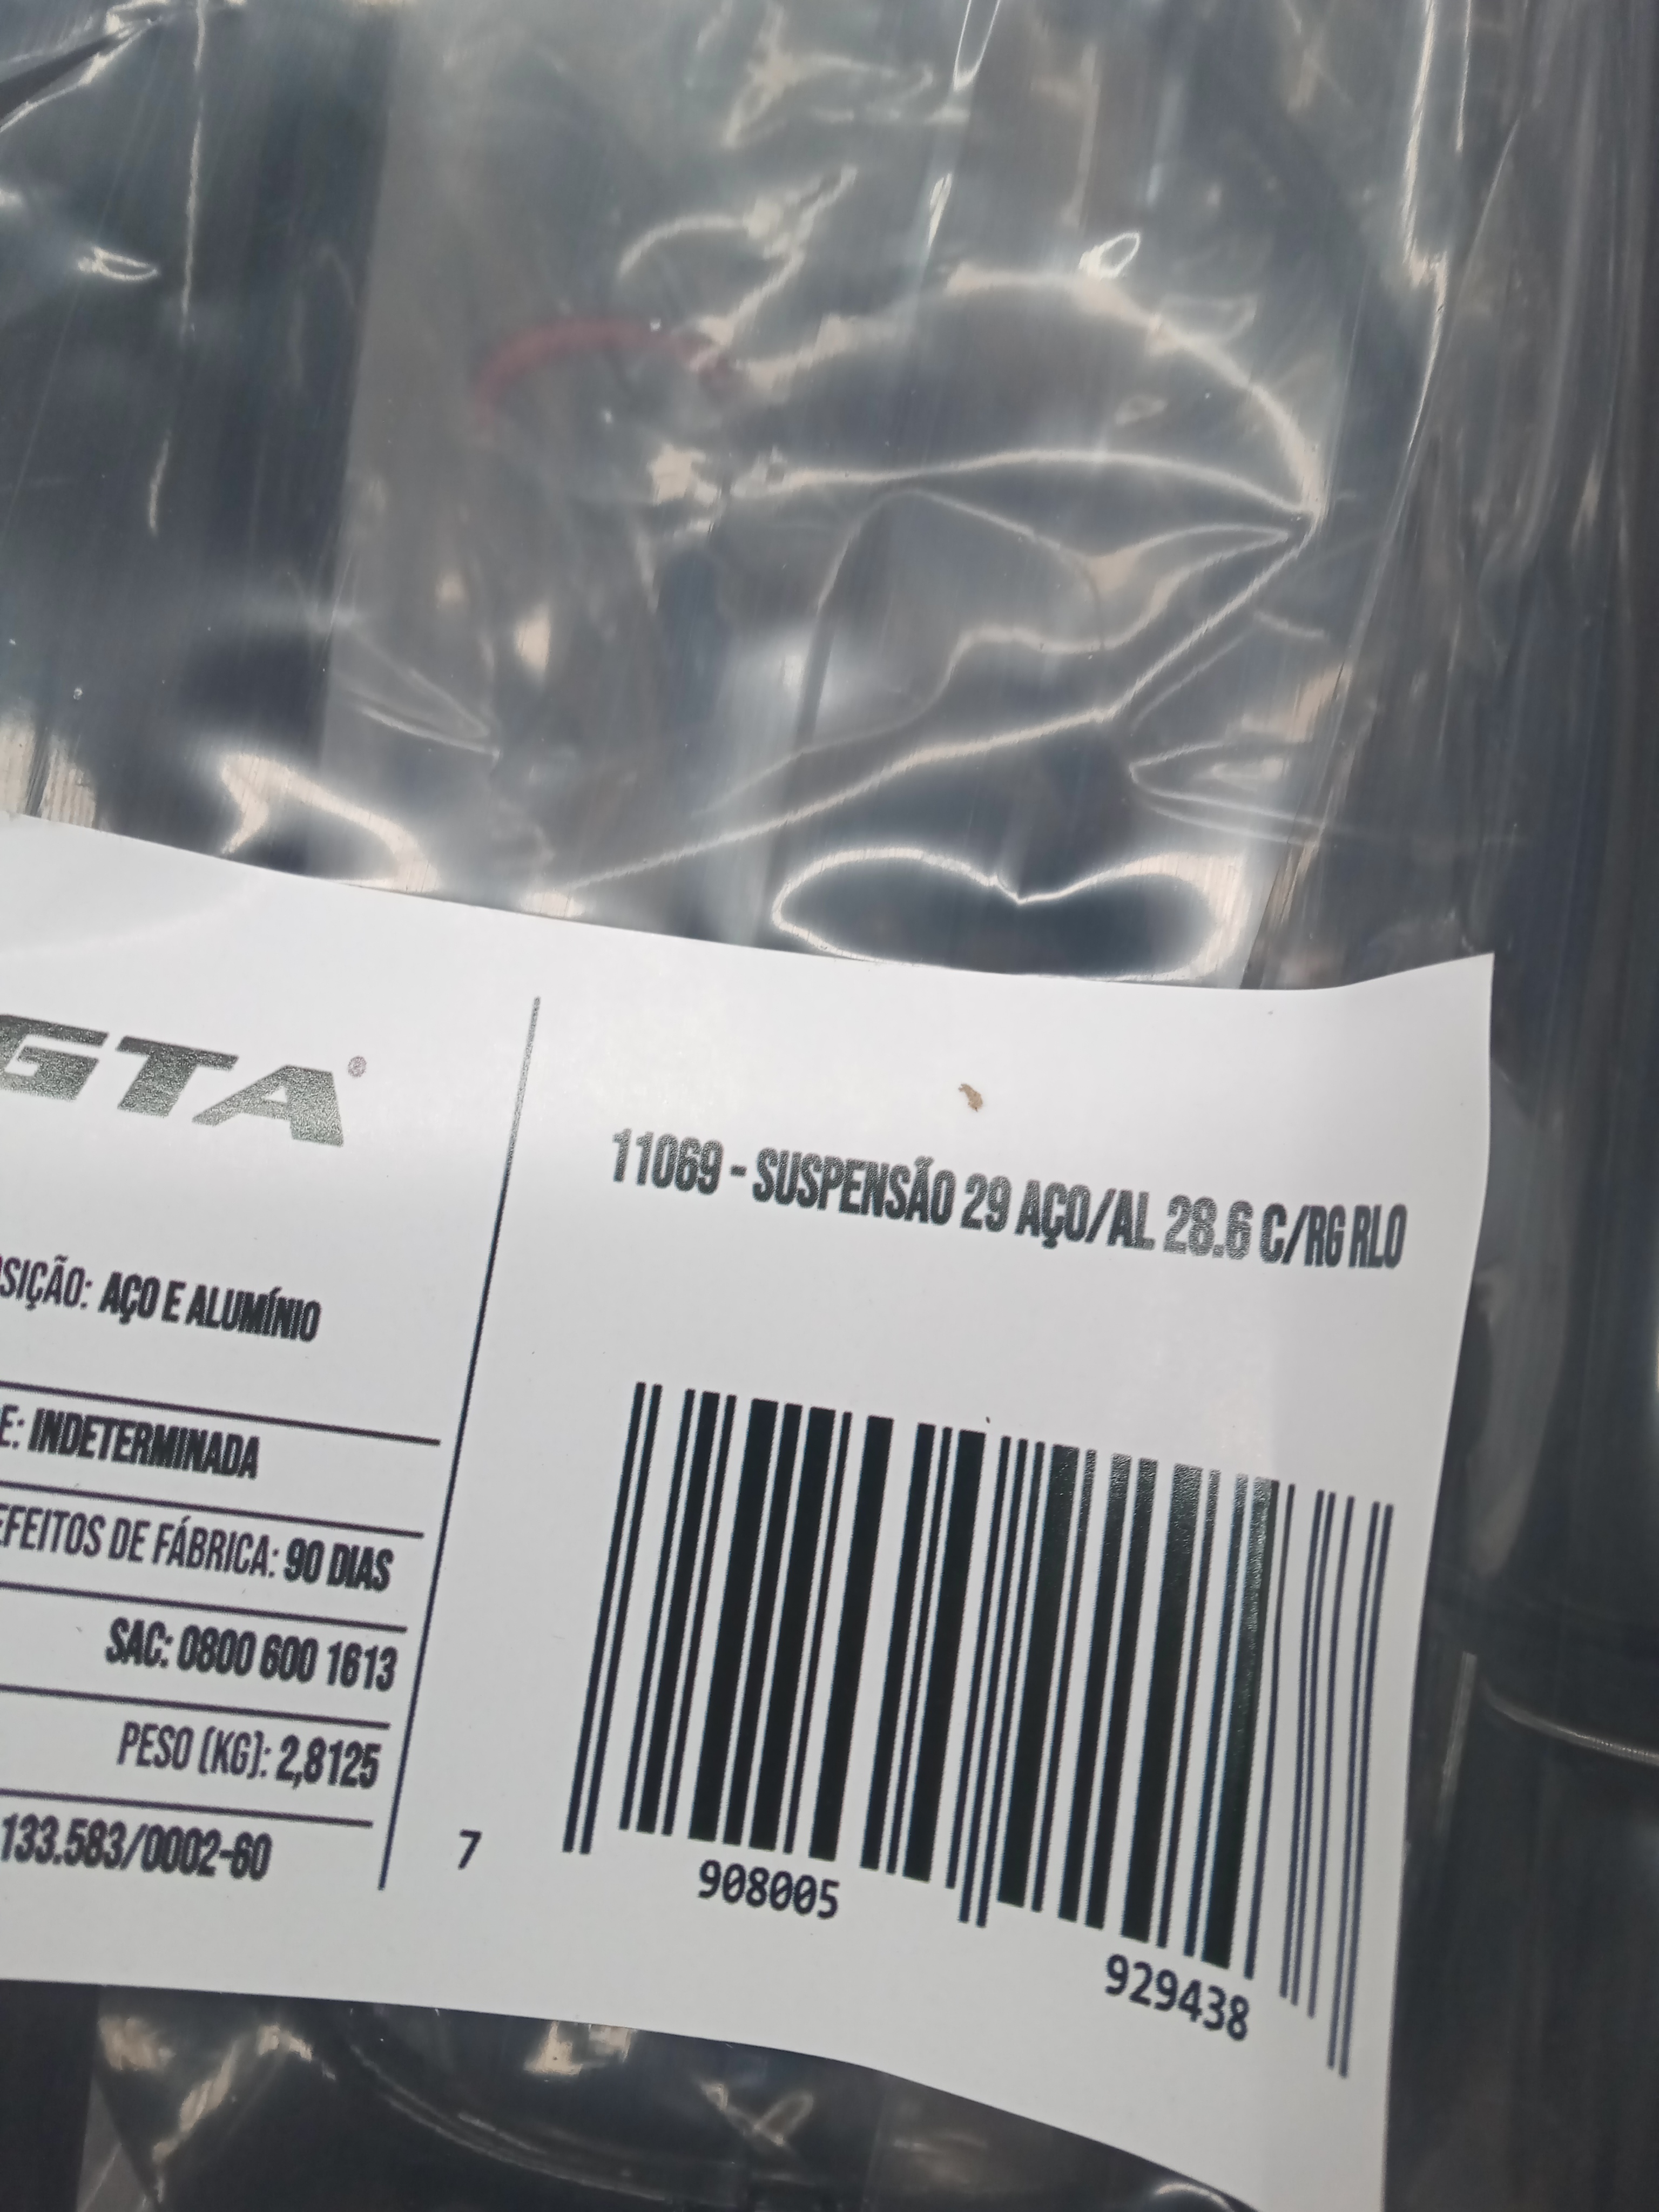 GTA®
11069 - SUSPENSÃO 29 AÇO/AL 28.6 C/RG RLO
SIÇÃO: AÇO E ALUMÍNIO
E: INDETERMINADA
EFEITOS DE FÁBRICA: 90 DIAS
SAC: 0800 600 1613
PESO (KG): 2,8125
133.583/0002-60
7 908005 929438